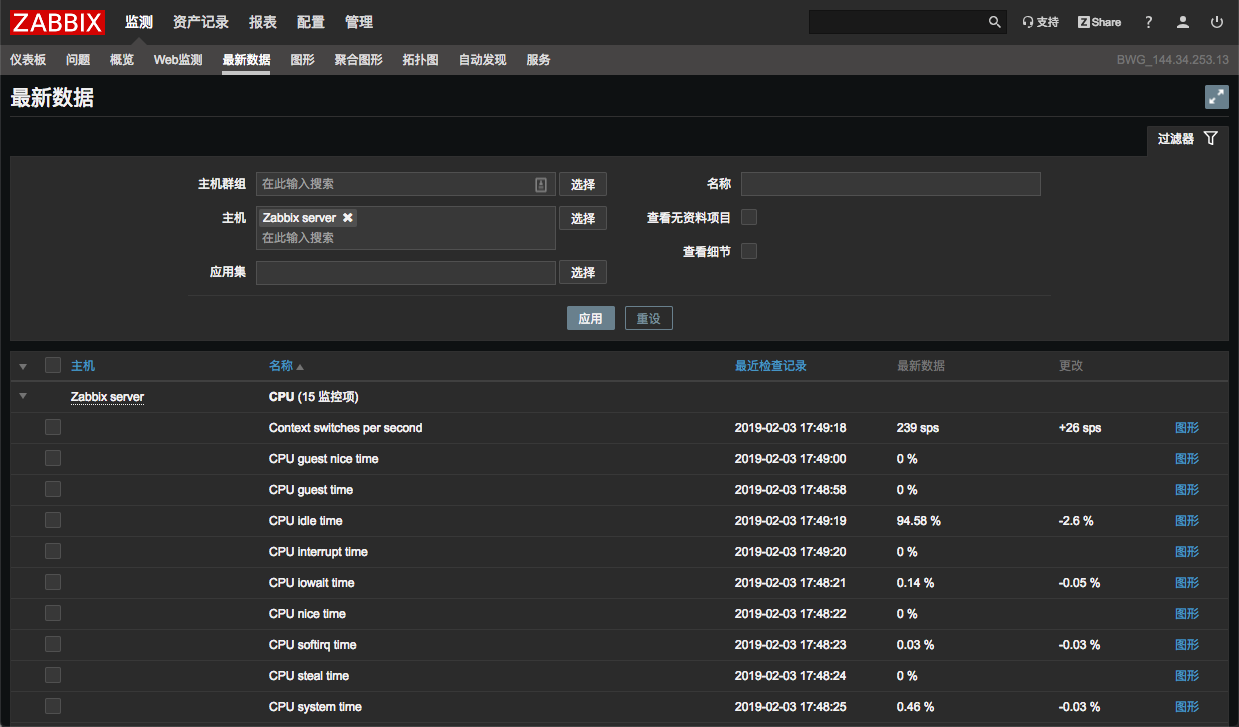 ZABBIX 监测 资产记录 报表 配置 管理 支持 Z Share ?
仪表板 问题 概览 Web监测 最新数据 图形 聚合图形 拓扑图 自动发现 服务 BWG_144.34.253.13
最新数据
过滤器
主机群组 在此输入搜索 选择 名称
主机 Zabbix server 选择 查看无资料项目
在此输入搜索
查看细节
应用集 选择
应用 重设
主机 名称 最近检查记录 最新数据 更改
Zabbix server CPU (15 监控项)
Context switches per second 2019-02-03 17:49:18 239 sps +26 sps 图形
CPU guest nice time 2019-02-03 17:49:00 0 % 图形
CPU guest time 2019-02-03 17:48:58 0 % 图形
CPU idle time 2019-02-03 17:49:19 94.58 % -2.6 % 图形
CPU interrupt time 2019-02-03 17:49:20 0 % 图形
CPU iowait time 2019-02-03 17:48:21 0.14 % -0.05 % 图形
CPU nice time 2019-02-03 17:48:22 0 % 图形
CPU softirq time 2019-02-03 17:48:23 0.03 % -0.03 % 图形
CPU steal time 2019-02-03 17:48:24 0 % 图形
CPU system time 2019-02-03 17:48:25 0.46 % -0.03 % 图形